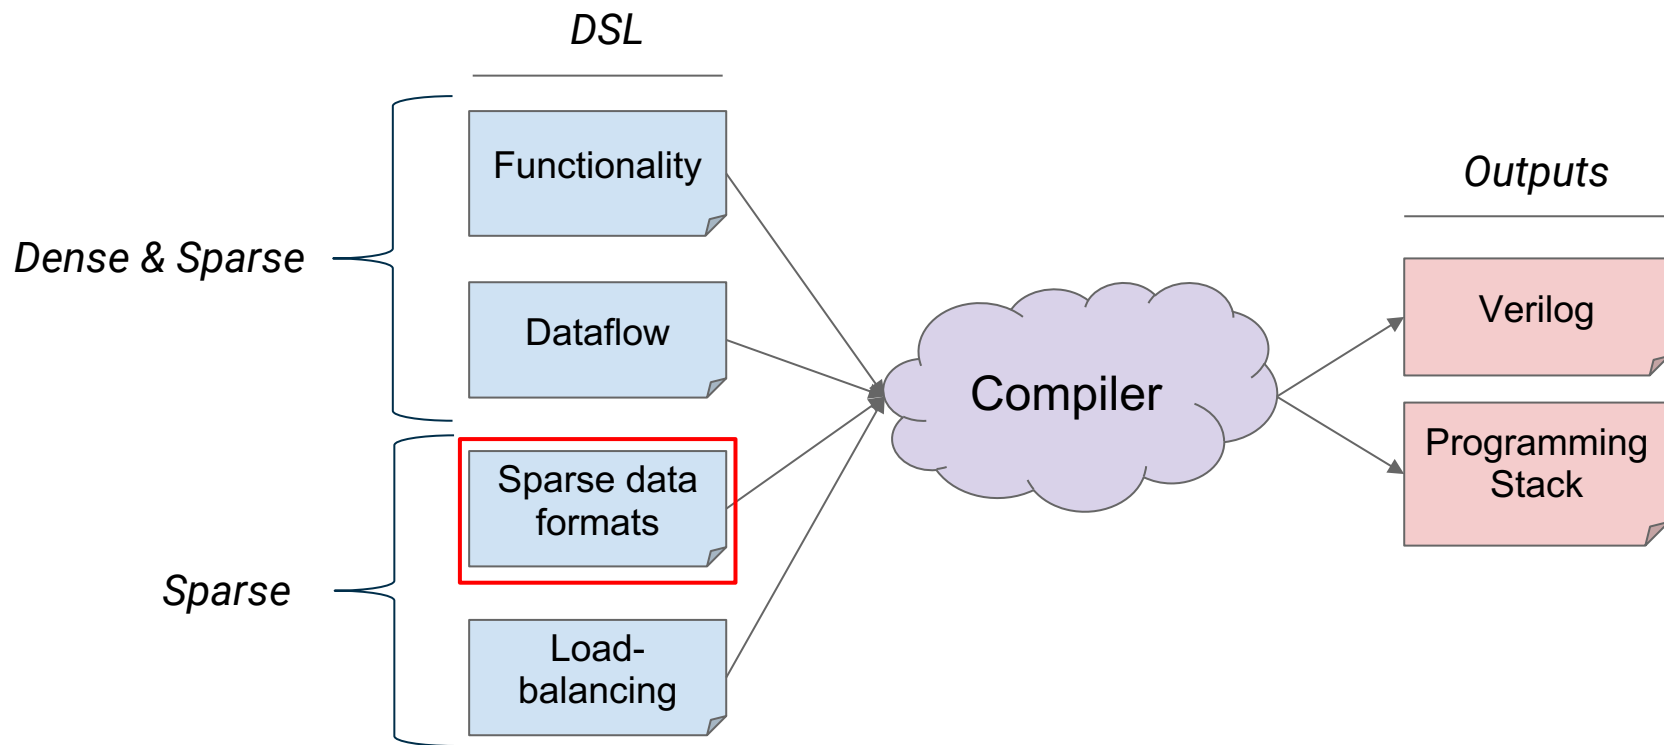 DSL
Functionality
Dense & Sparse
Dataflow
Sparse data
formats
Sparse
Load-
balancing
Compiler
Outputs
Verilog
Programming
Stack